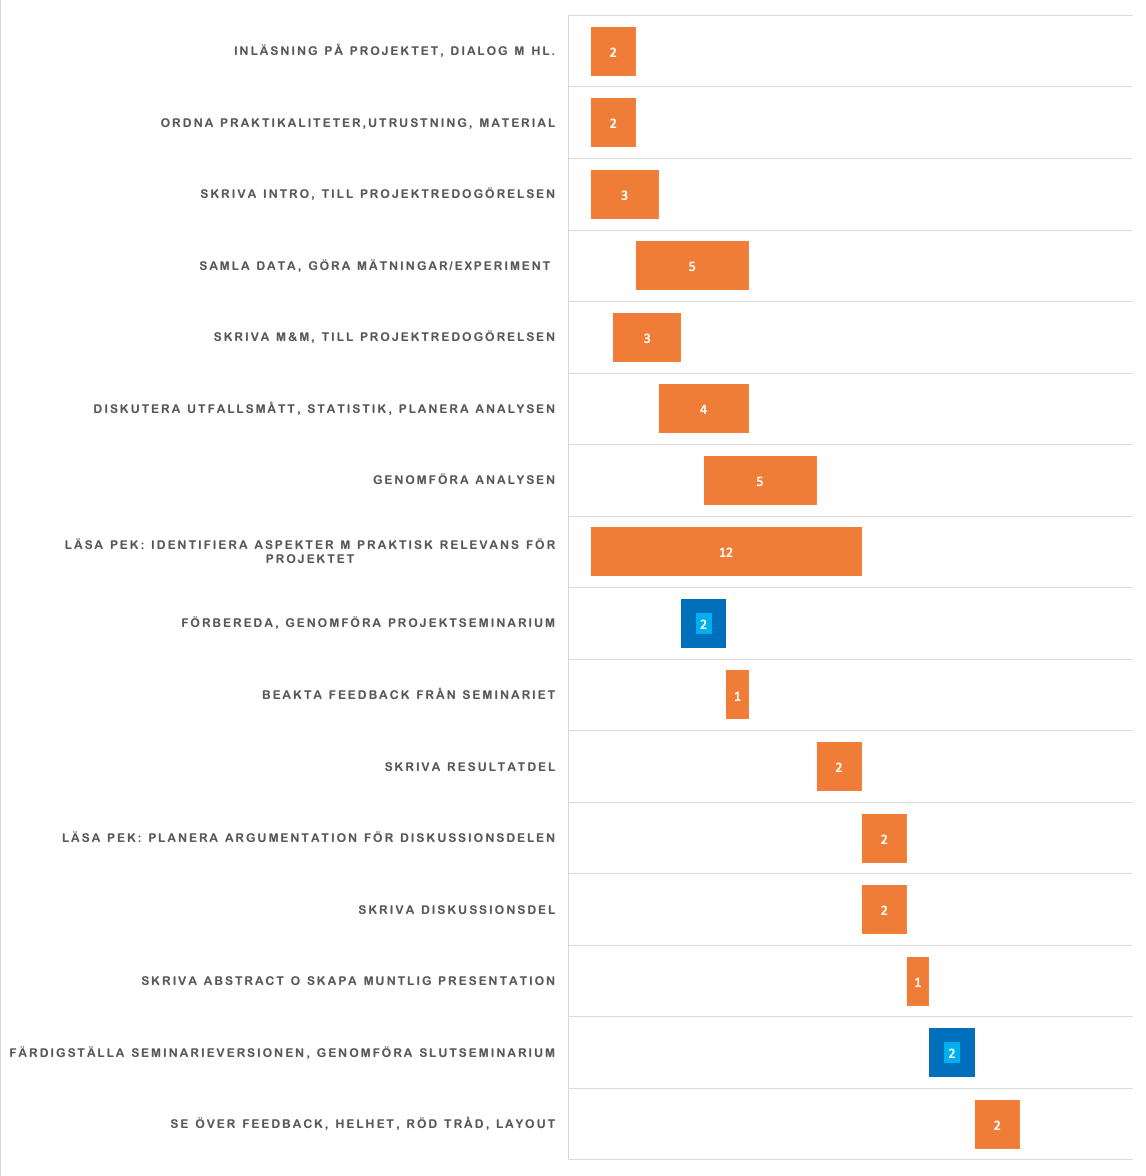 INLÄSNING PÅ PROJEKTET, DIALOG M HL.
2
ORDNA PRAKTIKALITETER,UTRUSTNING, MATERIAL
2
SKRIVA INTRO, TILL PROJEKTREDOGÖRELSEN
3
SAMLA DATA, GÖRA MÄTNINGAR/EXPERIMENT
5
SKRIVA M&M, TILL PROJEKTREDOGÖRELSEN
3
DISKUTERA UTFALLSMÅTT, STATISTIK, PLANERA ANALYSEN
4
GENOMFÖRA ANALYSEN
5
LÄSA PEK: IDENTIFIERA ASPEKTER M PRAKTISK RELEVANS FÖR
PROJEKTET
12
FÖRBEREDA, GENOMFÖRA PROJEKTSEMINARIUM
2
BEAKTA FEEDBACK FRÅN SEMINARIET
1
SKRIVA RESULTATDEL
2
LÄSA PEK: PLANERA ARGUMENTATION FÖR DISKUSSIONSDELEN
2
SKRIVA DISKUSSIONSDEL
2
SKRIVA ABSTRACT O SKAPA MUNTLIG PRESENTATION
1
FÄRDIGSTÄLLA SEMINARIEVERSIONEN, GENOMFÖRA SLUTSEMINARIUM
2
SE ÖVER FEEDBACK, HELHET, RÖD TRÅD, LAYOUT
2